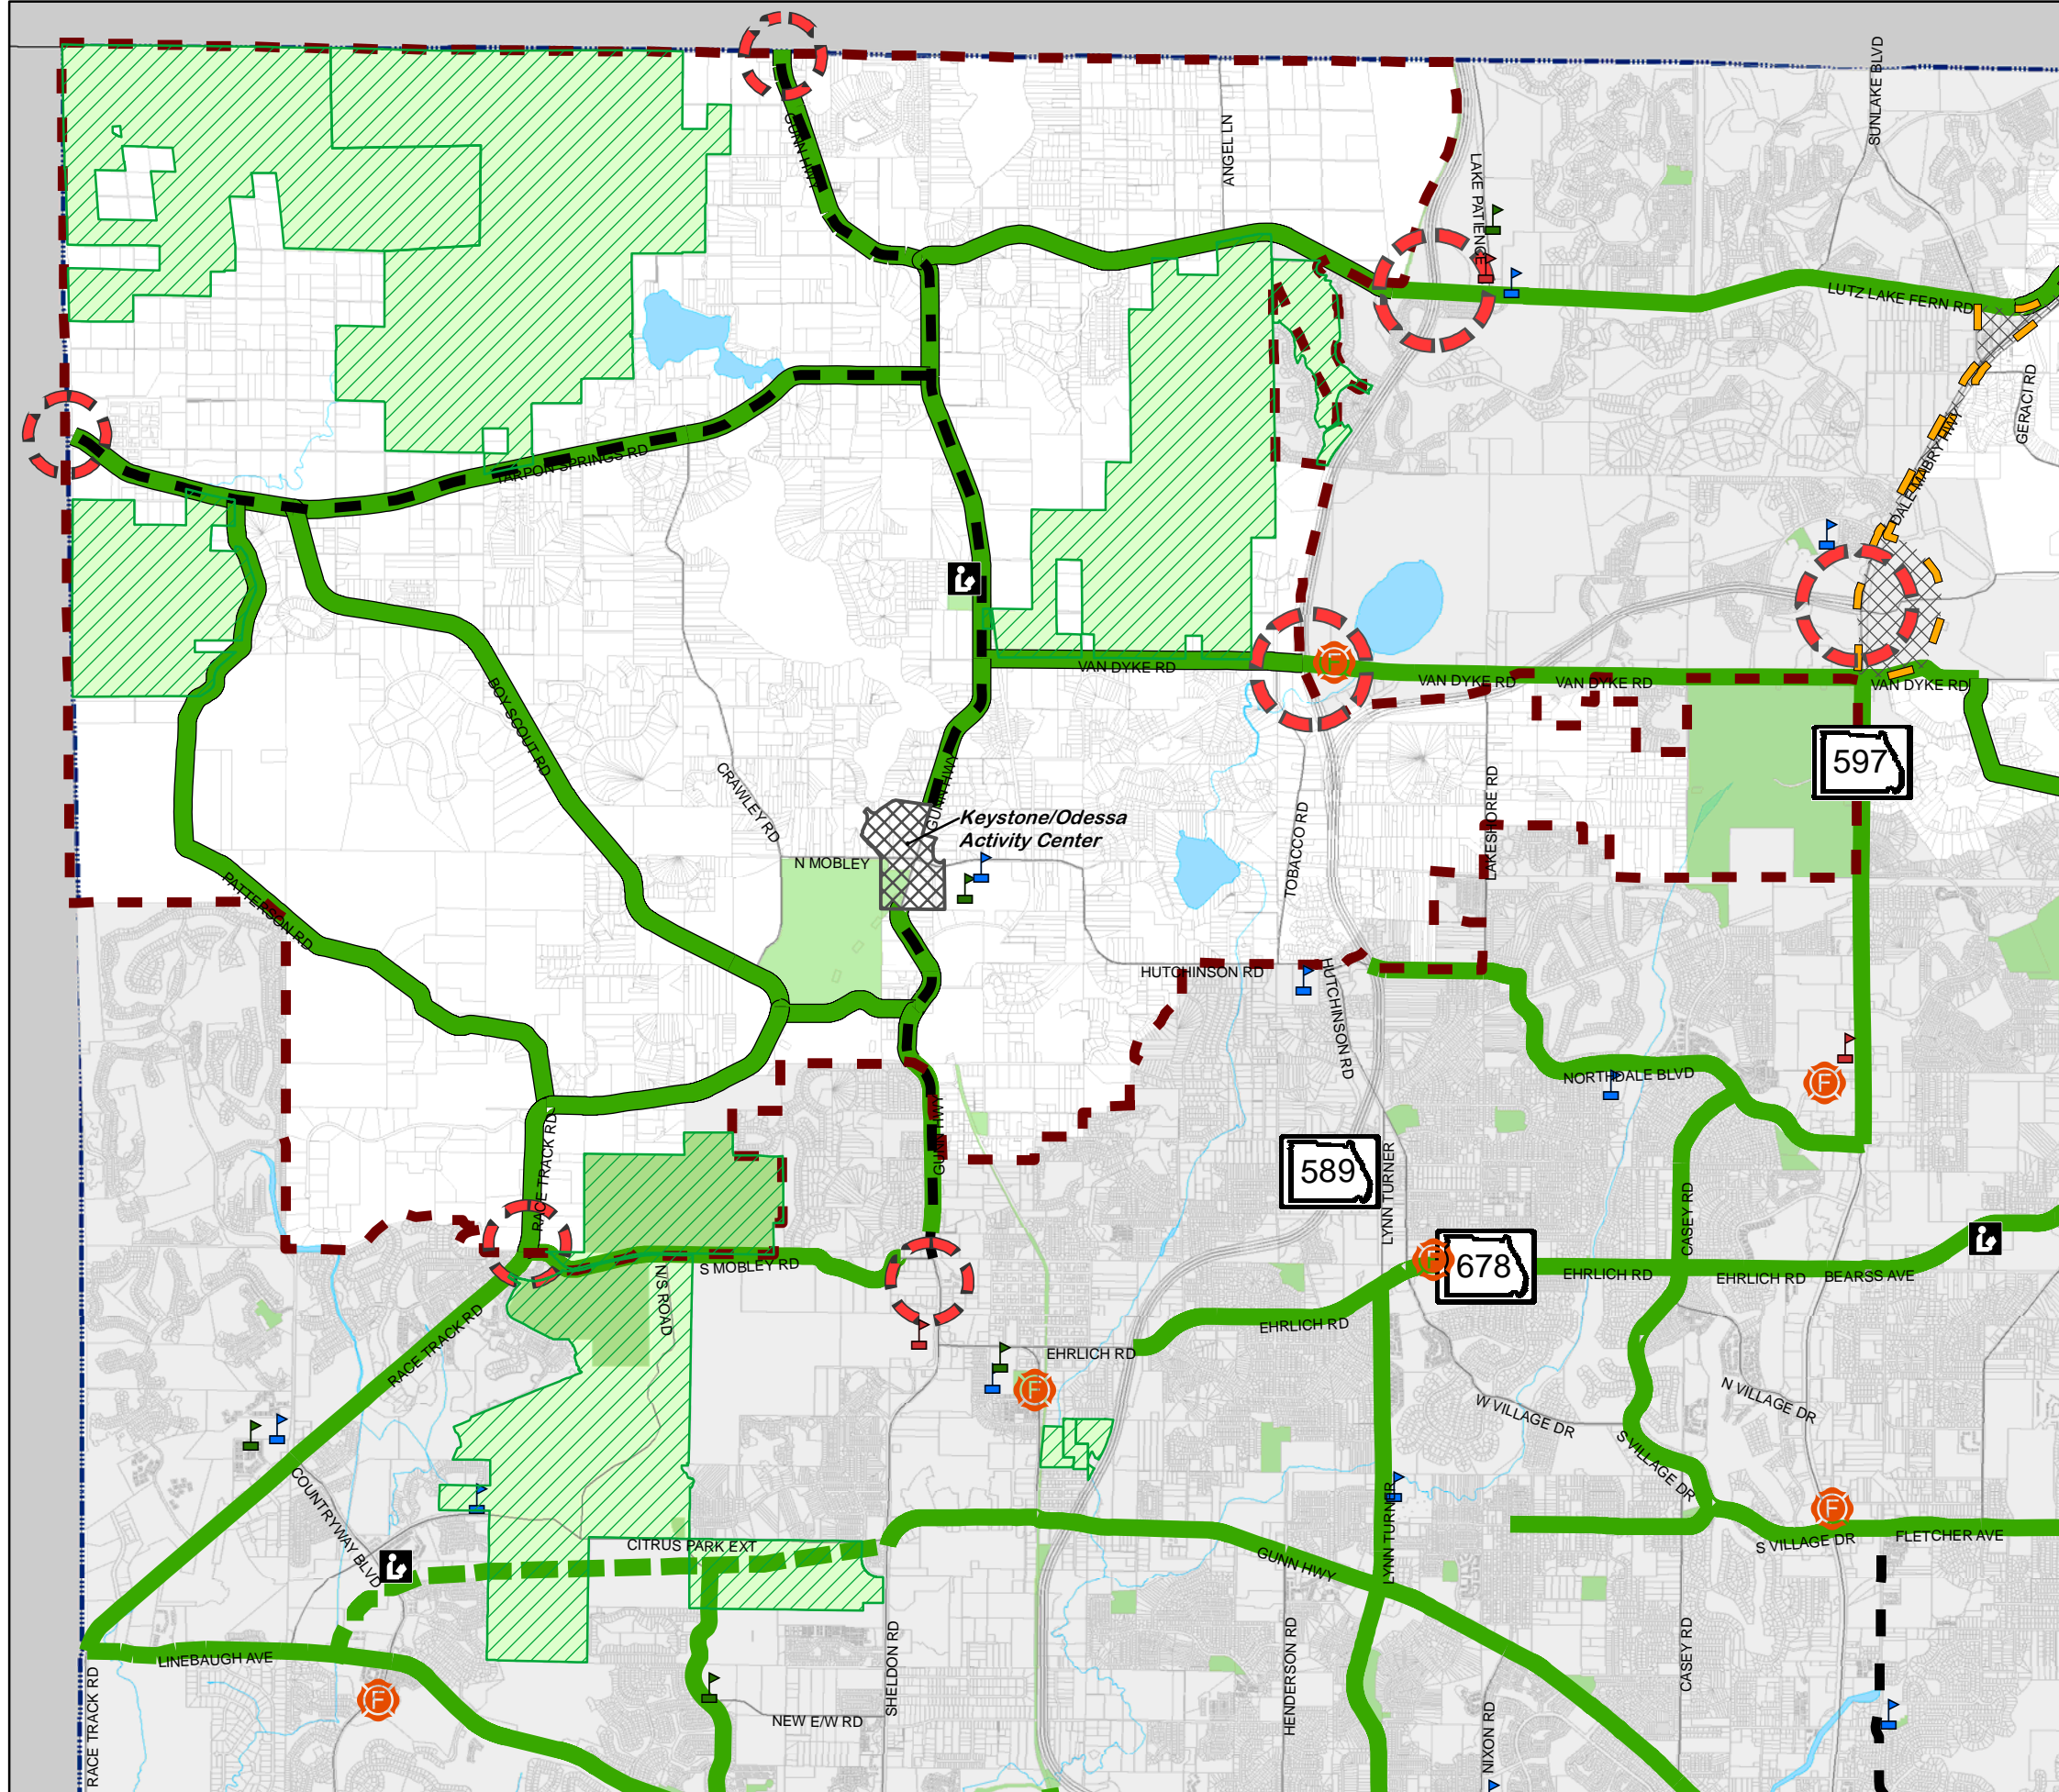 SUNLAKE BLVD
GUNN HWY
ANGEL LN
LAKE PATIENCE
LUTZ LAKE FERN RD
GERACI RD
DALE MABRY HWY
TARPON SPRINGS RD
VAN DYKE RD
VAN DYKE RD
VAN DYKE RD
VAN DYKE RD
BOY SCOUT RD
597
CRAWLEY RD
GUNN HWY
Keystone/Odessa
Activity Center
N MOBLEY
TOBACCO RD
LAKESHORE RD
PATTERSON RD
HUTCHINSON RD
HUTCHINSON RD
NORTHDALE BLVD
F
RACE TRACK RD
GUNN HWY
589
LYNN TURNER
CASEY RD
S MOBLEY RD
N/S ROAD
F
678
EHRLICH RD
EHRLICH RD
BEARSS AVE
RACE TRACK RD
EHRLICH RD
EHRLICH RD
F
W VILLAGE DR
N VILLAGE DR
S VILLAGE DR
COUNTRYWAY BLVD
LYNN TURNER
F
CITRUS PARK EXT
S VILLAGE DR
FLETCHER AVE
GUNN HWY
LINEBAUGH AVE
RACE TRACK RD
F
SHELDON RD
HENDERSON RD
CASEY RD
NEW E/W RD
NIXON RD
F